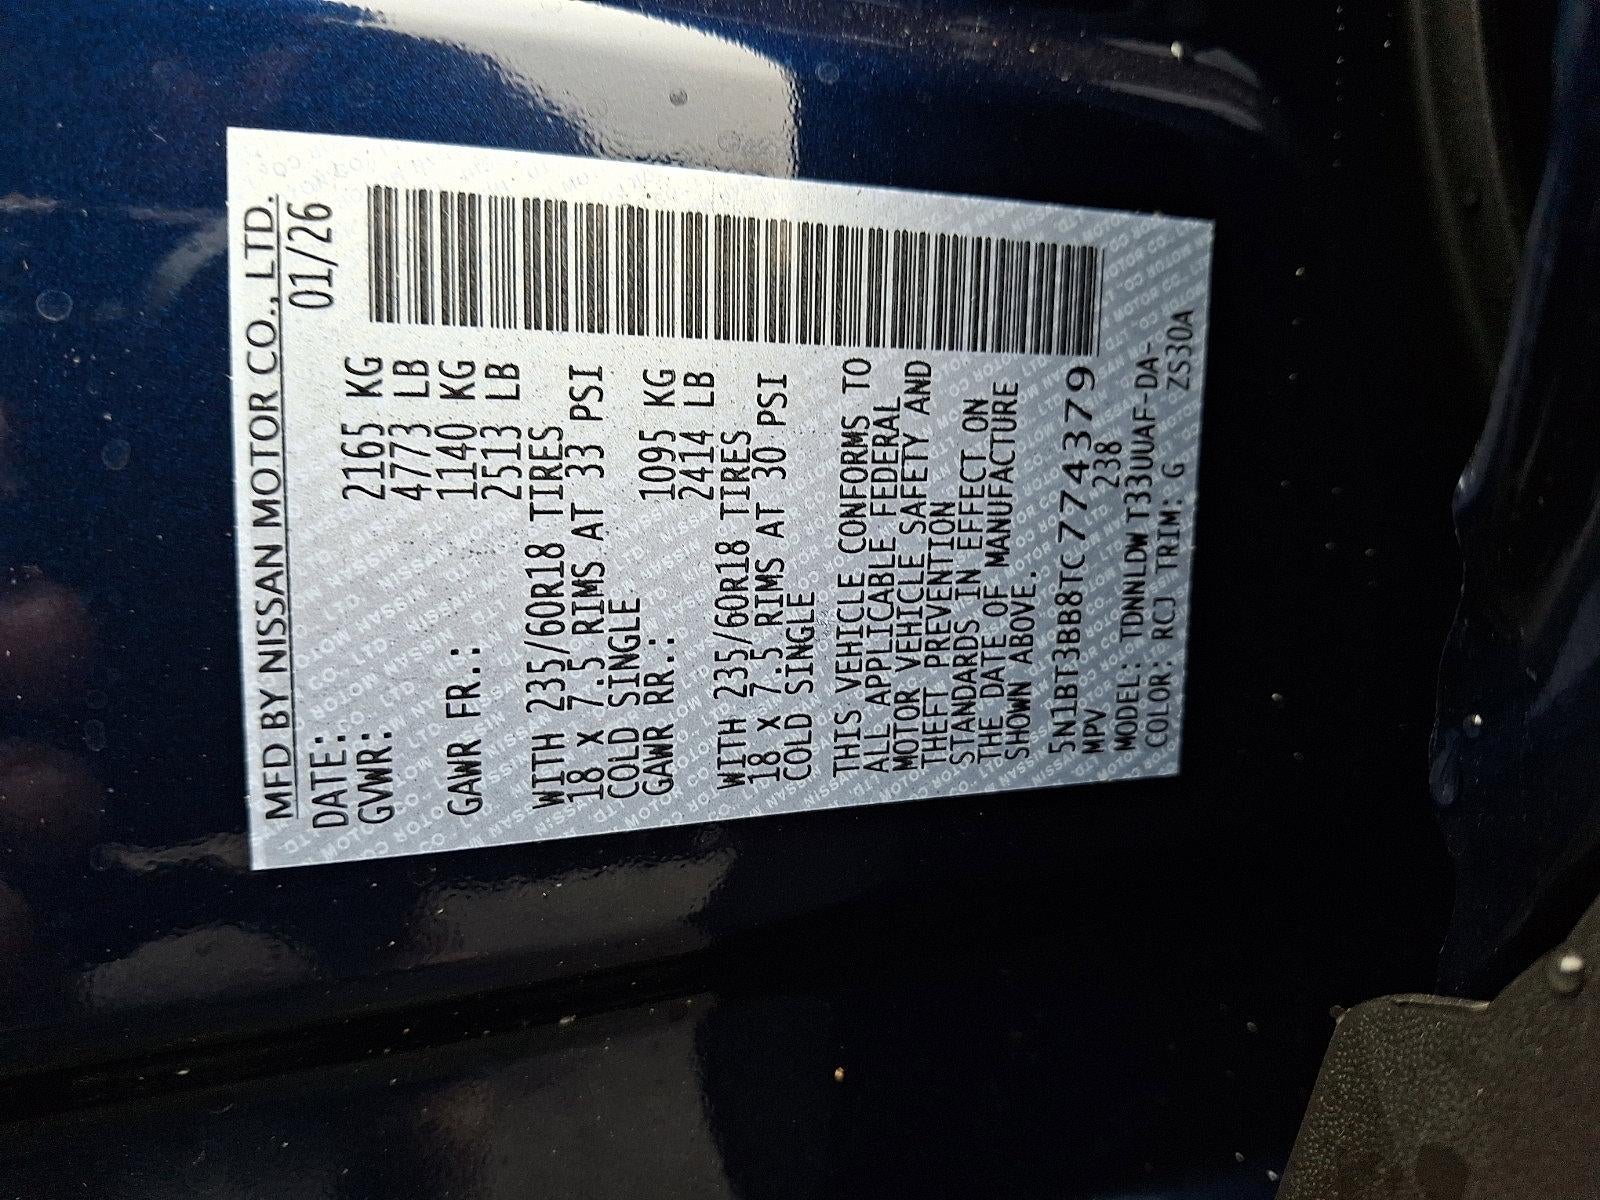 MFD BY NISSAN MOTOR CO., LTD.
DATE: 01/26
GVWR: 2165 KG
4773 LB
GAWR FR.: 1140 KG
2513 LB
WITH 235/60R18 TIRES
18 X 7.5 RIMS AT 33 PSI
COLD SINGLE
GAWR RR.: 1095 KG
2414 LB
WITH 235/60R18 TIRES
18 X 7.5 RIMS AT 30 PSI
COLD SINGLE
THIS VEHICLE CONFORMS TO
ALL APPLICABLE FEDERAL
MOTOR VEHICLE SAFETY AND
THEFT PREVENTION
STANDARDS IN EFFECT ON
THE DATE OF MANUFACTURE
SHOWN ABOVE.
5N1BT3BB8TC774379
MPV 238
MODEL: TDNNLDWT33UUAF-DA-
COLOR: RCJ TRIM: G ZS30A